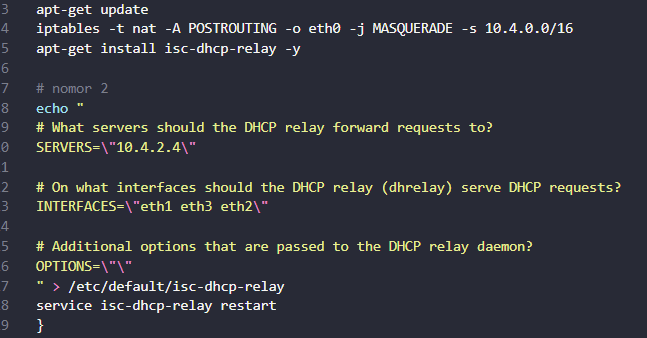 3 apt-get update
4 iptables -t nat -A POSTROUTING -o eth0 -j MASQUERADE -s 10.4.0.0/16
5 apt-get install isc-dhcp-relay -y
6
7 # nomor 2
8 echo "
9 # What servers should the DHCP relay forward requests to?
0 SERVERS=\"10.4.2.4\"
1
2 # On what interfaces should the DHCP relay (dhrelay) serve DHCP requests?
3 INTERFACES=\"eth1 eth3 eth2\"
4
5 # Additional options that are passed to the DHCP relay daemon?
6 OPTIONS=\"\"
7 " > /etc/default/isc-dhcp-relay
8 service isc-dhcp-relay restart
9 }